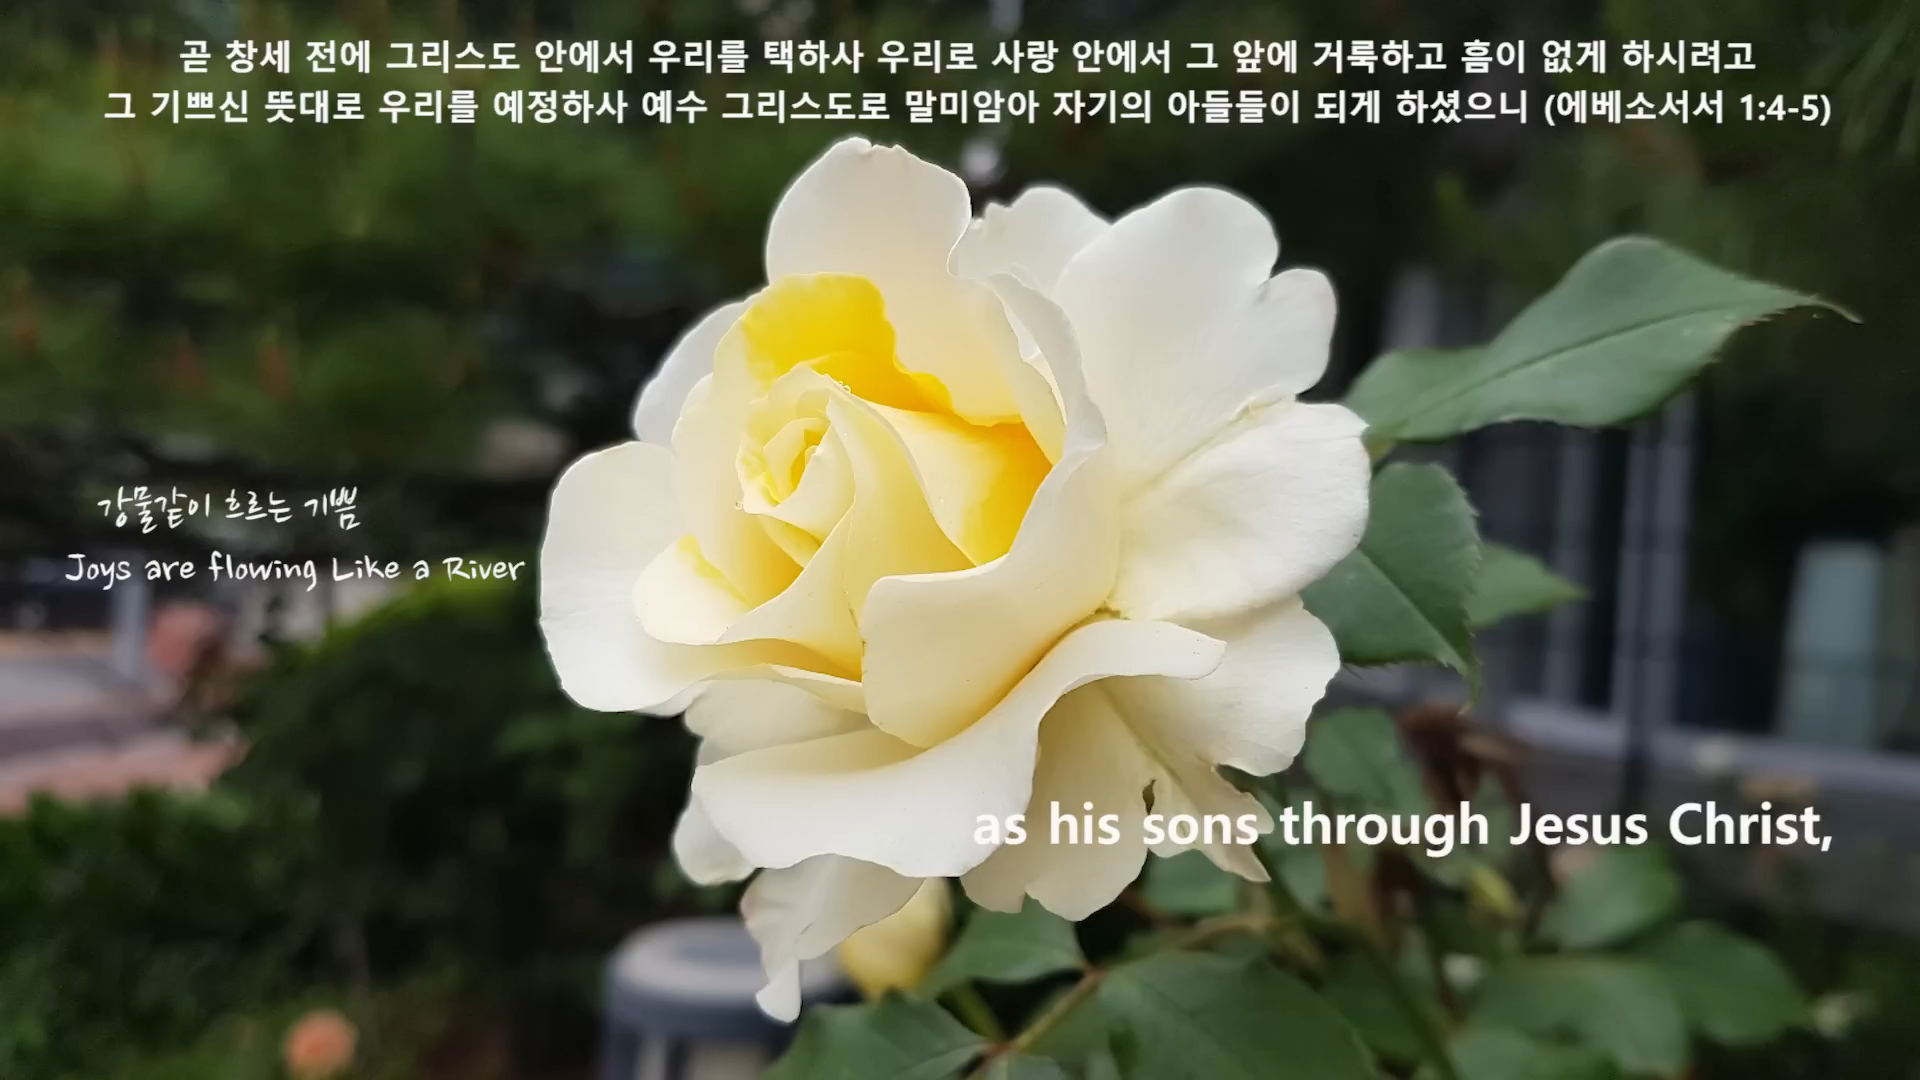 곧 창세 전에 그리스도 안에서 우리를 택하사 우리로 사랑 안에서 그 앞에 거룩하고 흠이 없게 하시려고
그 기쁘신 뜻대로 우리를 예정하사 예수 그리스도로 말미암아 자기의 아들들이 되게 하셨으니 (에베소서서 1:4-5)
강물같이 흐르는 기쁨
Joys are flowing Like a River
as his sons through Jesus Christ,